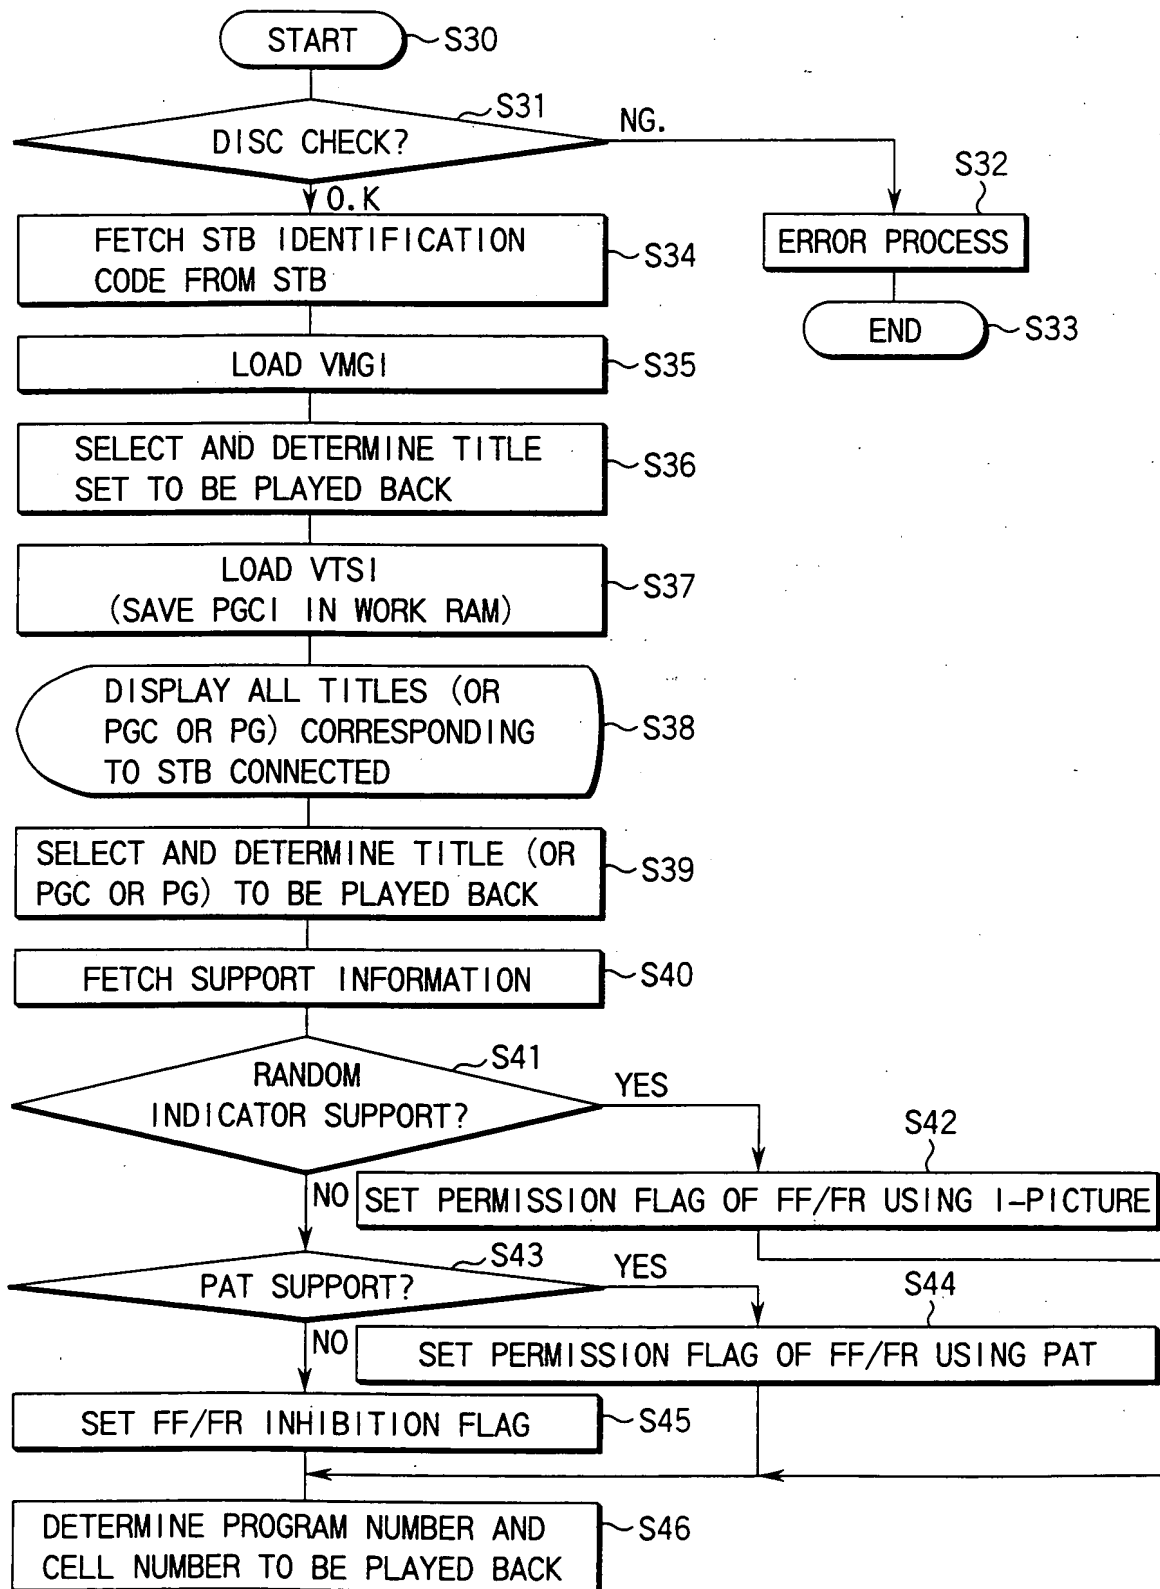 START
S30
S31
DISC CHECK?
NG.
O.K
S32
ERROR PROCESS
END
S33
FETCH STB IDENTIFICATION
CODE FROM STB
S34
LOAD VMGI
S35
SELECT AND DETERMINE TITLE
SET TO BE PLAYED BACK
S36
LOAD VTSI
(SAVE PGCI IN WORK RAM)
S37
DISPLAY ALL TITLES (OR
PGC OR PG) CORRESPONDING
TO STB CONNECTED
S38
SELECT AND DETERMINE TITLE (OR
PGC OR PG) TO BE PLAYED BACK
S39
FETCH SUPPORT INFORMATION
S40
S41
RANDOM
INDICATOR SUPPORT?
YES
NO
S42
SET PERMISSION FLAG OF FF/FR USING I-PICTURE
S43
PAT SUPPORT?
YES
NO
S44
SET PERMISSION FLAG OF FF/FR USING PAT
SET FF/FR INHIBITION FLAG
S45
DETERMINE PROGRAM NUMBER AND
CELL NUMBER TO BE PLAYED BACK
S46